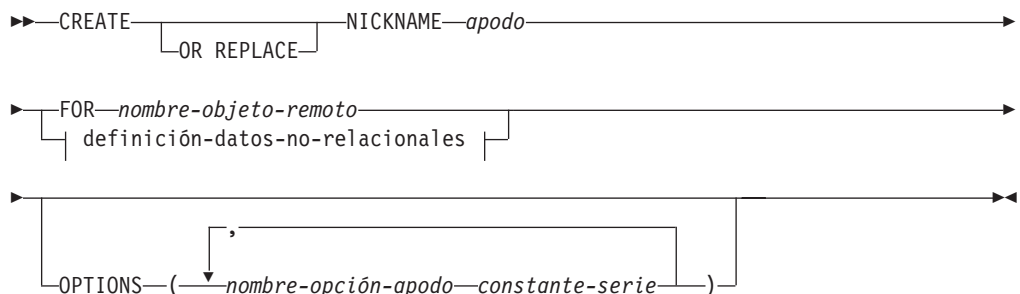 CREATE NICKNAME apodo
OR REPLACE
FOR nombre-objeto-remoto
definición-datos-no-relacionales
,
OPTIONS ( nombre-opción-apodo constante-serie )